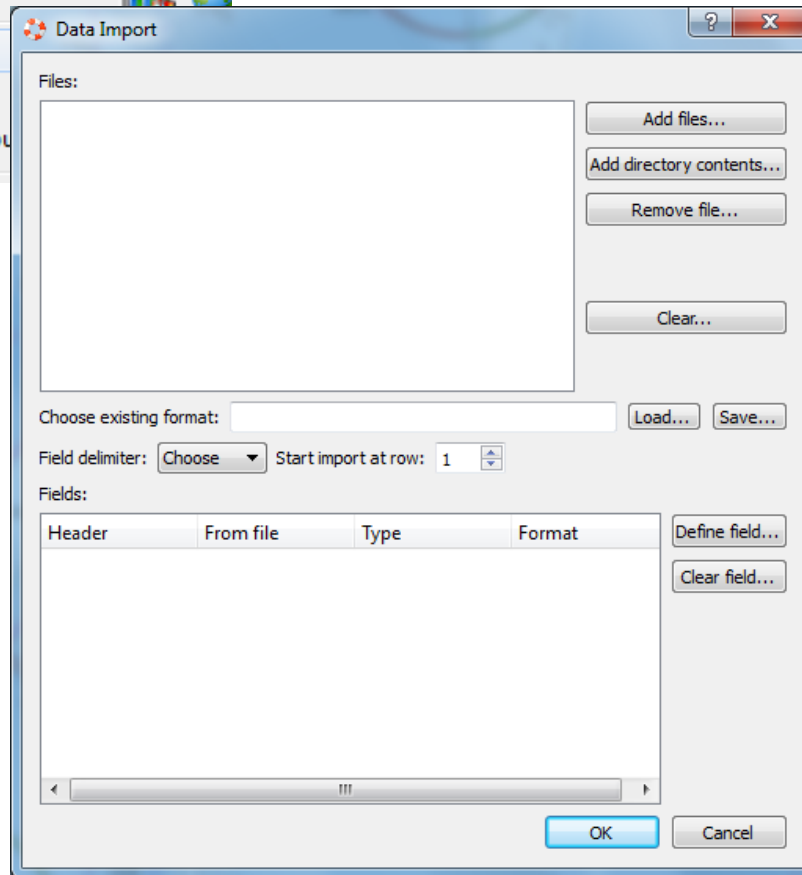 Data Import
Files:
Add files...
Add directory contents...
Remove file...
Clear...
Choose existing format:
Load...
Save...
Field delimiter: Choose Start import at row: 1
Fields:
Header From file Type Format
Define field...
Clear field...
OK Cancel